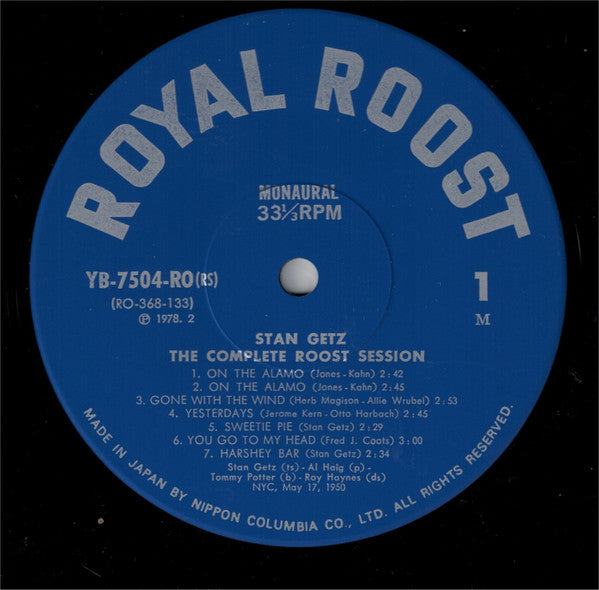 ROYAL ROOST
MONAURAL
33⅓RPM
YB-7504-RO(RS)
(RO-368-133)
℗ 1978. 2
1
M
STAN GETZ
THE COMPLETE ROOST SESSION
1. ON THE ALAMO (Jones-Kahn) 2:42
2. ON THE ALAMO (Jones-Kahn) 2:45
3. GONE WITH THE WIND (Herb Magison-Allie Wrubel) 2:53
4. YESTERDAYS (Jerome Kern-Otto Harbach) 2:45
5. SWEETIE PIE (Stan Getz) 2:29
6. YOU GO TO MY HEAD (Fred J. Coots) 3:00
7. HARSHEY BAR (Stan Getz) 2:34
Stan Getz (ts)-Al Haig (p)-
Tommy Potter (b)-Roy Haynes (ds)
NYC, May 17, 1950
MADE IN JAPAN BY NIPPON COLUMBIA CO., LTD. ALL RIGHTS RESERVED.